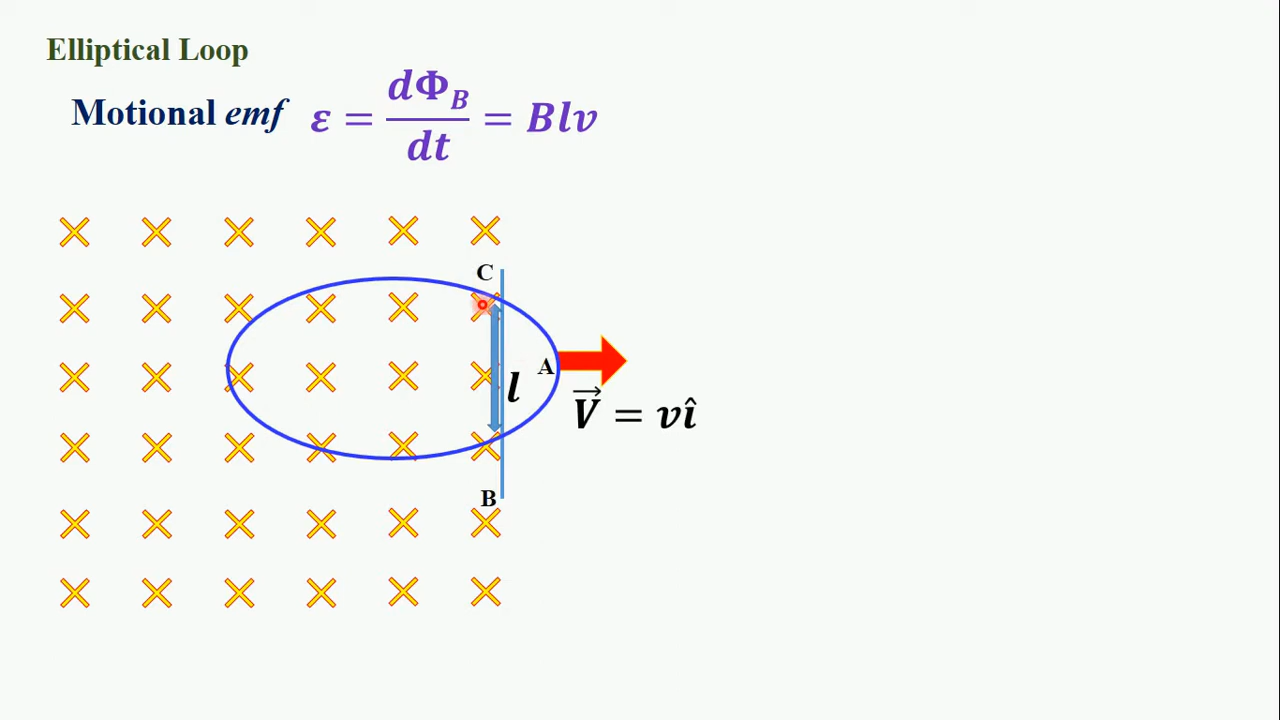 Elliptical Loop
Motional emf ε = dΦ_B/dt = Blv
C
A
l
V⃗ = vî
B